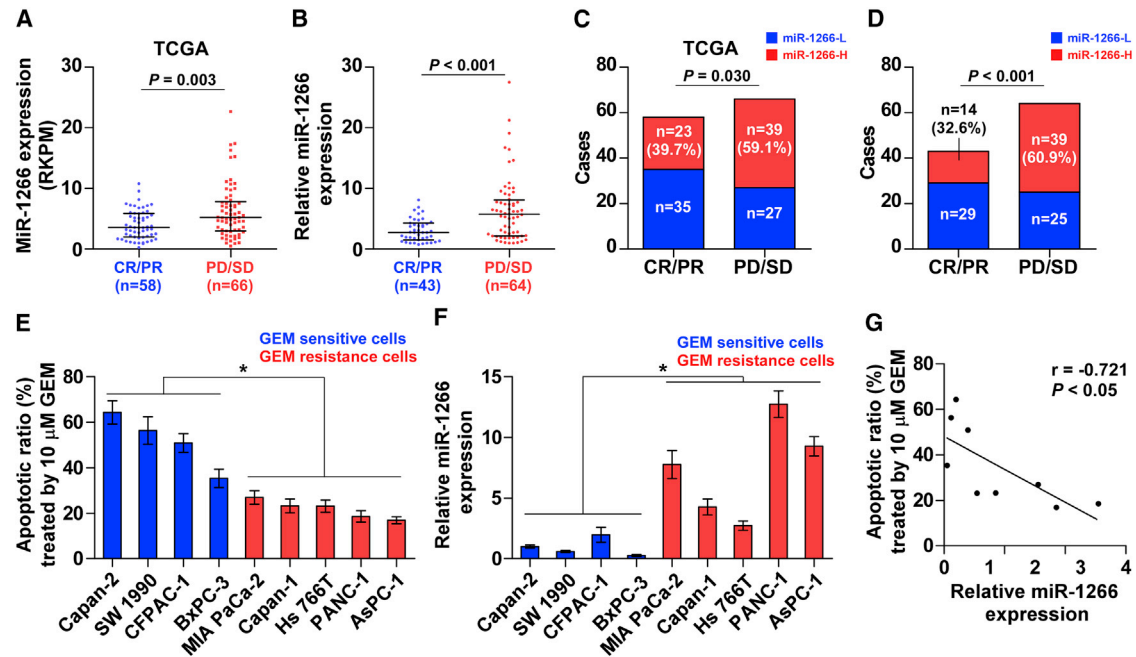 A
TCGA
MiR-1266 expression
(RKPM)
30
20
10
0
P = 0.003
CR/PR
(n=58)
PD/SD
(n=66)
B
Relative miR-1266
expression
30
20
10
0
P < 0.001
CR/PR
(n=43)
PD/SD
(n=64)
C
miR-1266-L
miR-1266-H
TCGA
P = 0.030
Cases
80
60
40
20
0
n=23
(39.7%)
n=35
n=39
(59.1%)
n=27
CR/PR
PD/SD
D
miR-1266-L
miR-1266-H
P < 0.001
Cases
80
60
40
20
0
n=14
(32.6%)
n=29
n=39
(60.9%)
n=25
CR/PR
PD/SD
E
GEM sensitive cells
GEM resistance cells
*
Apoptotic ratio (%)
treated by 10 μM GEM
80
60
40
20
0
Capan-2
SW 1990
CFPAC-1
BxPC-3
MIA PaCa-2
Capan-1
Hs 766T
PANC-1
AsPC-1
F
GEM sensitive cells
GEM resistance cells
*
Relative miR-1266
expression
15
10
5
0
Capan-2
SW 1990
CFPAC-1
BxPC-3
MIA PaCa-2
Capan-1
Hs 766T
PANC-1
AsPC-1
G
r = -0.721
P < 0.05
Apoptotic ratio (%)
treated by 10 μM GEM
80
60
40
20
0
0
1
2
3
4
Relative miR-1266
expression